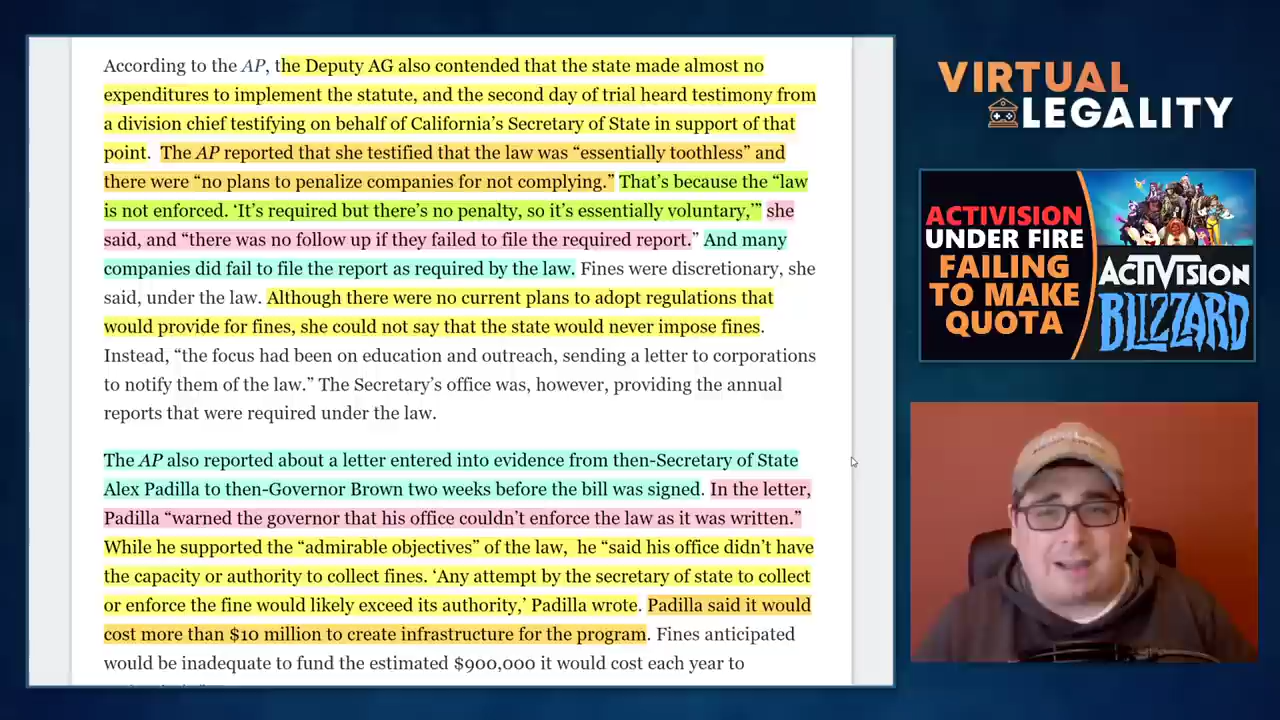 According to the AP, the Deputy AG also contended that the state made almost no
expenditures to implement the statute, and the second day of trial heard testimony from
a division chief testifying on behalf of California's Secretary of State in support of that
point. The AP reported that she testified that the law was “essentially toothless” and
there were “no plans to penalize companies for not complying.” That's because the “law
is not enforced. ‘It's required but there's no penalty, so it's essentially voluntary,’” she
said, and “there was no follow up if they failed to file the required report.” And many
companies did fail to file the report as required by the law. Fines were discretionary, she
said, under the law. Although there were no current plans to adopt regulations that
would provide for fines, she could not say that the state would never impose fines.
Instead, “the focus had been on education and outreach, sending a letter to corporations
to notify them of the law.” The Secretary's office was, however, providing the annual
reports that were required under the law.
The AP also reported about a letter entered into evidence from then-Secretary of State
Alex Padilla to then-Governor Brown two weeks before the bill was signed. In the letter,
Padilla “warned the governor that his office couldn't enforce the law as it was written.”
While he supported the “admirable objectives” of the law, he “said his office didn't have
the capacity or authority to collect fines. ‘Any attempt by the secretary of state to collect
or enforce the fine would likely exceed its authority,’ Padilla wrote. Padilla said it would
cost more than $10 million to create infrastructure for the program. Fines anticipated
would be inadequate to fund the estimated $900,000 it would cost each year to
VIRTUAL
LEGALITY
ACTIVISION
UNDER FIRE
FAILING
TO MAKE
QUOTA
ACTIVISION
BLIZZARD